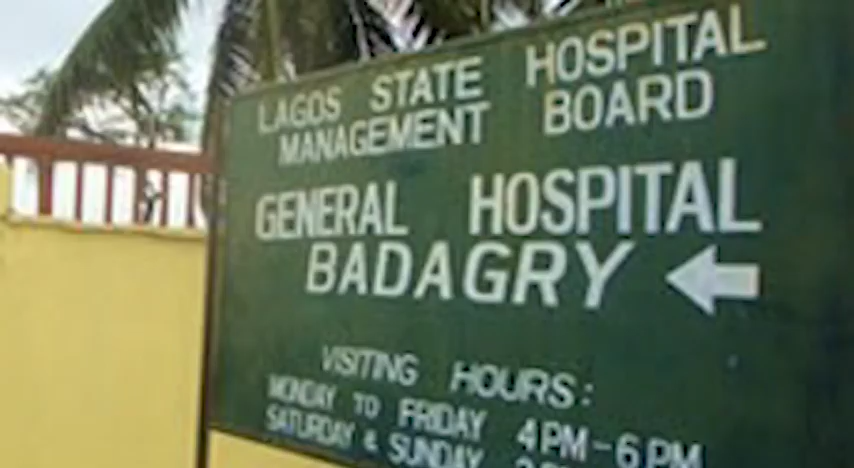 LAGOS STATE HOSPITAL
MANAGEMENT BOARD
GENERAL HOSPITAL
BADAGRY
VISITING HOURS:
MONDAY TO FRIDAY 4PM-6PM
SATURDAY & SUNDAY